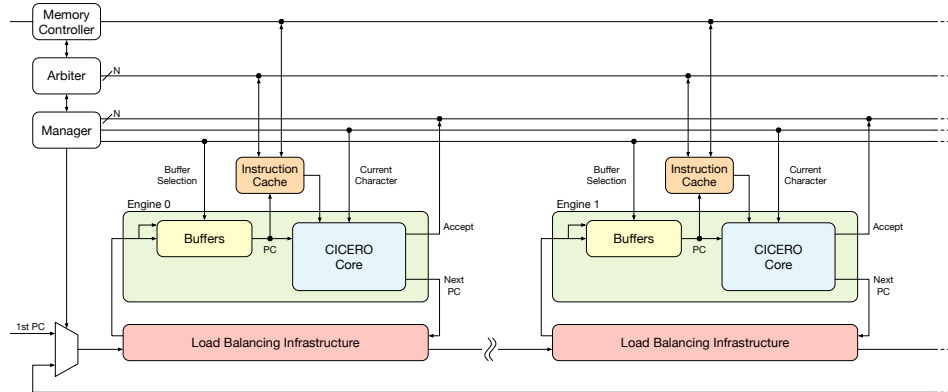 Memory
Controller
Arbiter
N
N
Manager
Buffer
Selection
Instruction
Cache
Current
Character
Buffer
Selection
Instruction
Cache
Current
Character
Engine 0
Buffers
PC
CICERO
Core
Accept
Next
PC
Engine 1
Buffers
PC
CICERO
Core
Accept
Next
PC
1st PC
Load Balancing Infrastructure
Load Balancing Infrastructure